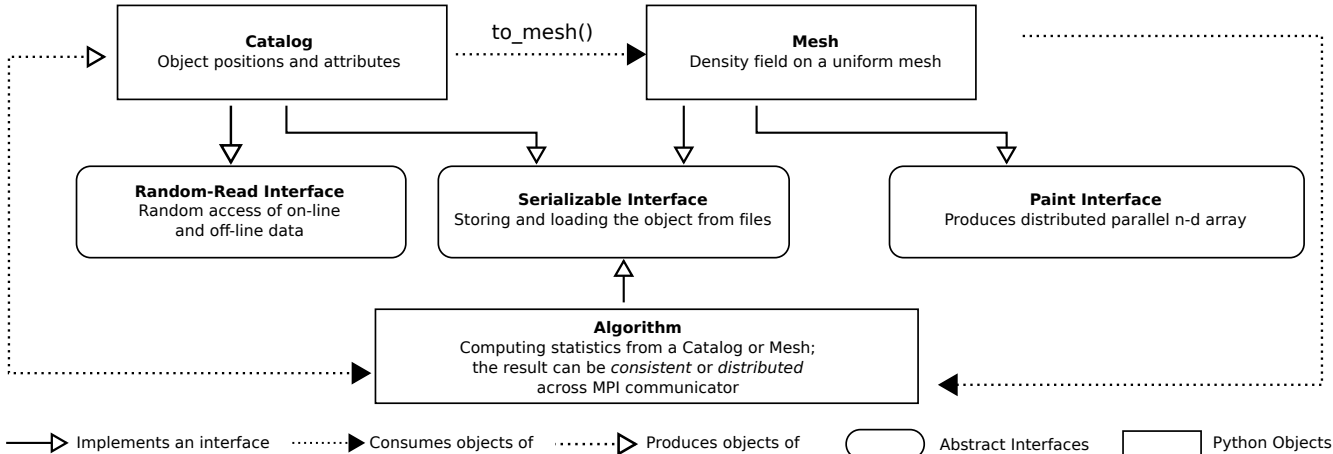 Catalog
Object positions and attributes
to_mesh()
Mesh
Density field on a uniform mesh
Random-Read Interface
Random access of on-line
and off-line data
Serializable Interface
Storing and loading the object from files
Paint Interface
Produces distributed parallel n-d array
Algorithm
Computing statistics from a Catalog or Mesh;
the result can be consistent or distributed
across MPI communicator
Implements an interface
Consumes objects of
Produces objects of
Abstract Interfaces
Python Objects